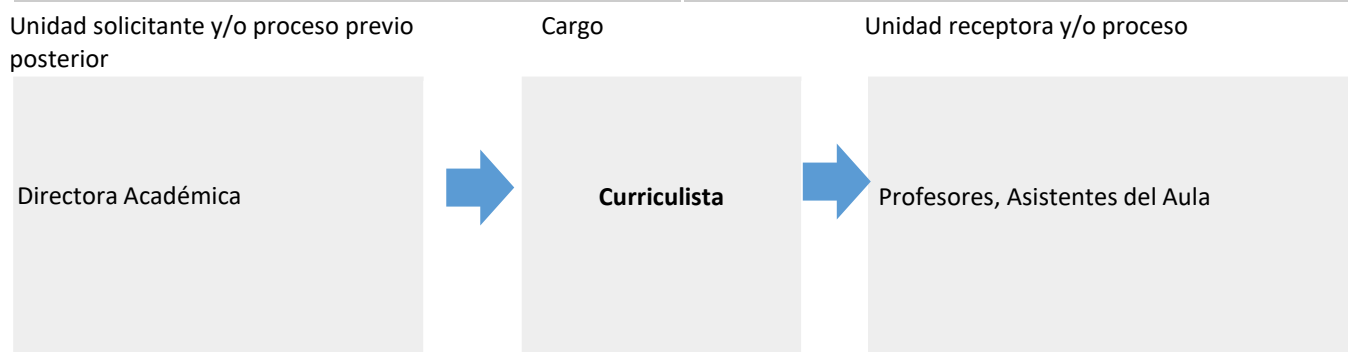 Unidad solicitante y/o proceso previo Cargo Unidad receptora y/o proceso
posterior
Directora Académica Curriculista Profesores, Asistentes del Aula